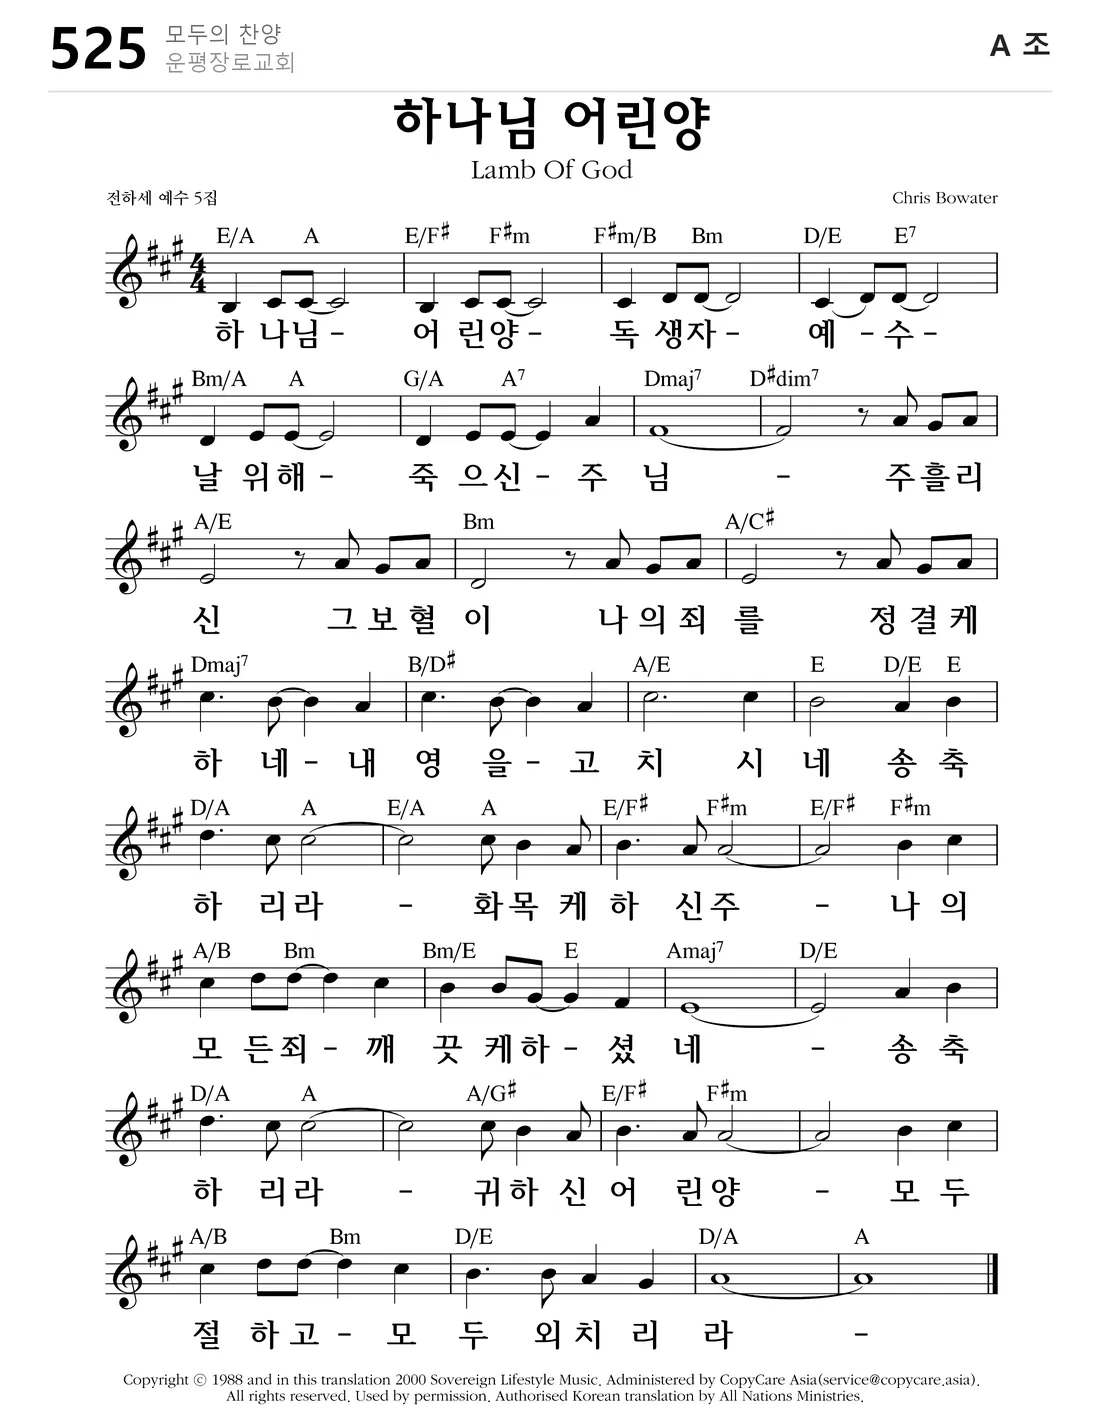 525 모두의 찬양
운평장로교회
A 조
하나님 어린양
Lamb Of God
전하세 예수 5집
Chris Bowater
E/A A E/F♯ F♯m F♯m/B Bm D/E E7
하 나님 - 어 린양 - 독 생자 - 예 - 수 -
Bm/A A G/A A7 Dmaj7 D♯dim7
날 위해 - 죽 으신 - 주 님 - 주흘리
A/E Bm A/C♯
신 그보혈 이 나의죄 를 정결케
Dmaj7 B/D♯ A/E E D/E E
하 네 - 내 영 을 - 고 치 시 네 송 축
D/A A E/A A E/F♯ F♯m E/F♯ F♯m
하 리라 - 화목 케 하 신주 - 나 의
A/B Bm Bm/E E Amaj7 D/E
모 든죄 - 깨 끗 케하 - 셨 네 - 송 축
D/A A A/G♯ E/F♯ F♯m
하 리라 - 귀하 신 어 린양 - 모 두
A/B Bm D/E D/A A
절 하고 - 모 두 외 치 리 라 -
Copyright ⓒ 1988 and in this translation 2000 Sovereign Lifestyle Music. Administered by CopyCare Asia(service@copycare.asia).
All rights reserved. Used by permission. Authorised Korean translation by All Nations Ministries.